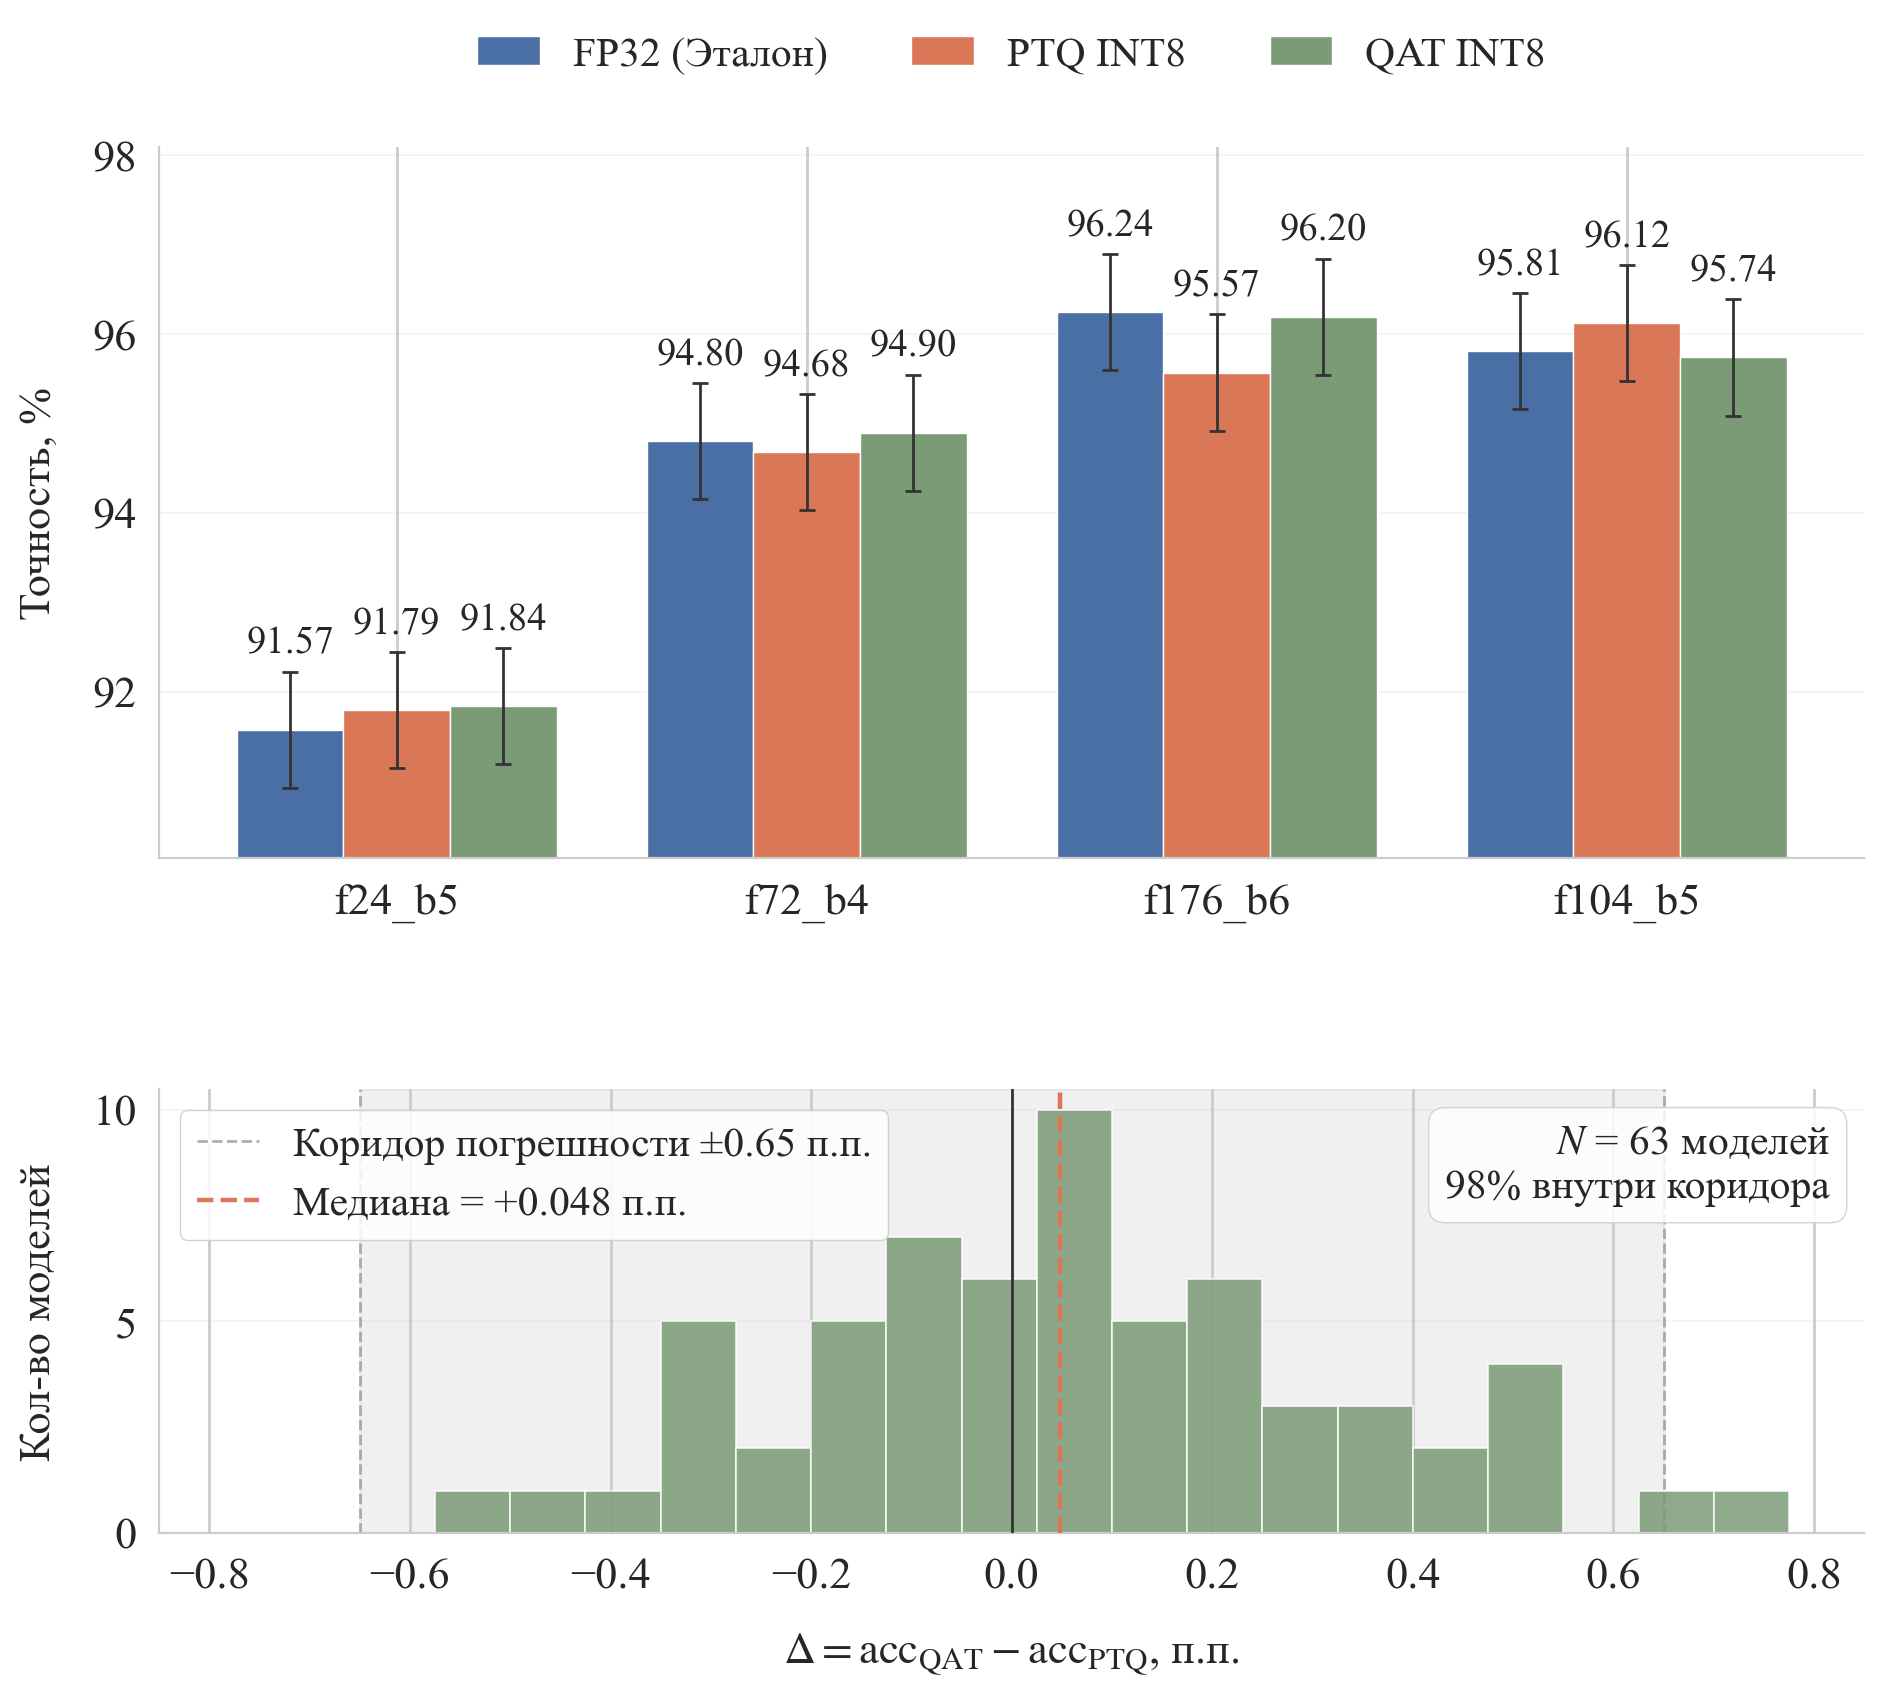 FP32 (Эталон) PTQ INT8 QAT INT8
Точность, %
98
96
94
92
91.57 91.79 91.84
94.80 94.68 94.90
96.24 95.57 96.20
95.81 96.12 95.74
f24_b5 f72_b4 f176_b6 f104_b5
Кол-во моделей
10
5
0
Коридор погрешности ±0.65 п.п.
Медиана = +0.048 п.п.
N = 63 моделей
98% внутри коридора
−0.8 −0.6 −0.4 −0.2 0.0 0.2 0.4 0.6 0.8
Δ = acc_QAT − acc_PTQ, п.п.